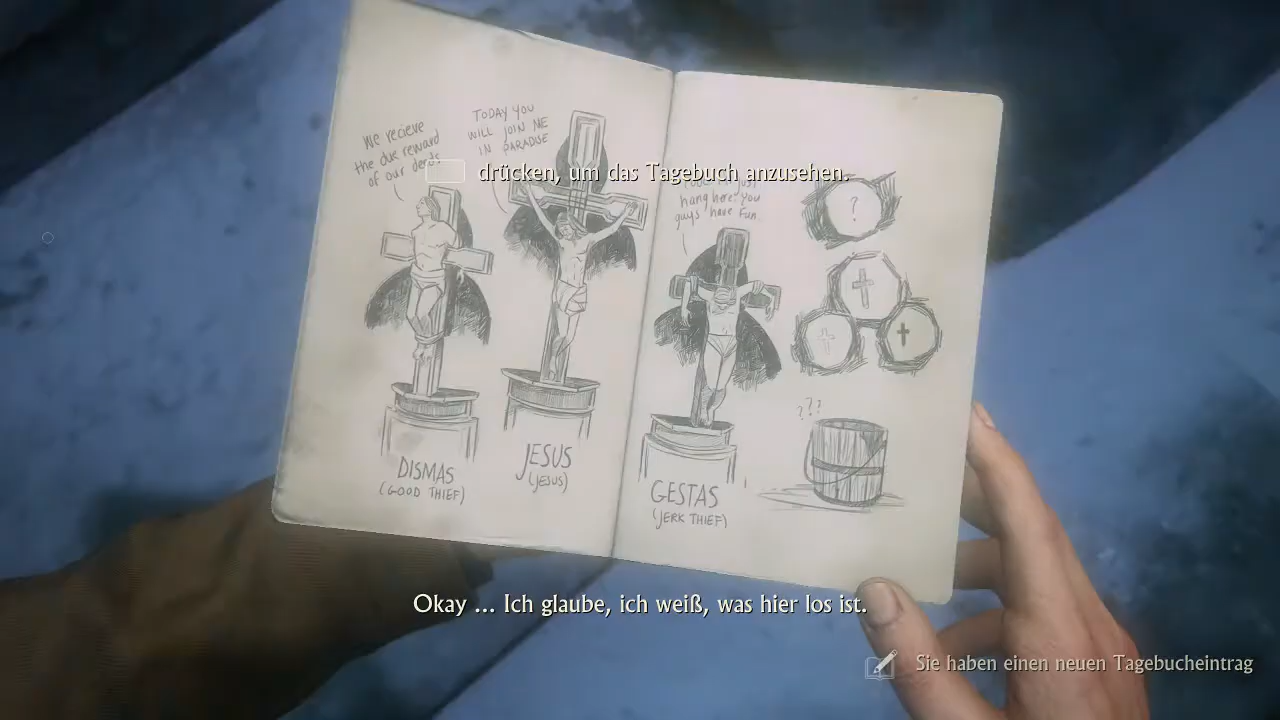 We recieve
the due reward
of our deeds
TODAY YOU
WILL JOIN ME
IN PARADISE
drücken, um das Tagebuch anzusehen.
just
hang here. You
guys have fun.
?
DISMAS
(GOOD THIEF)
JESUS
(JESUS)
GESTAS
(JERK THIEF)
???
Okay ... Ich glaube, ich weiß, was hier los ist.
Sie haben einen neuen Tagebucheintrag